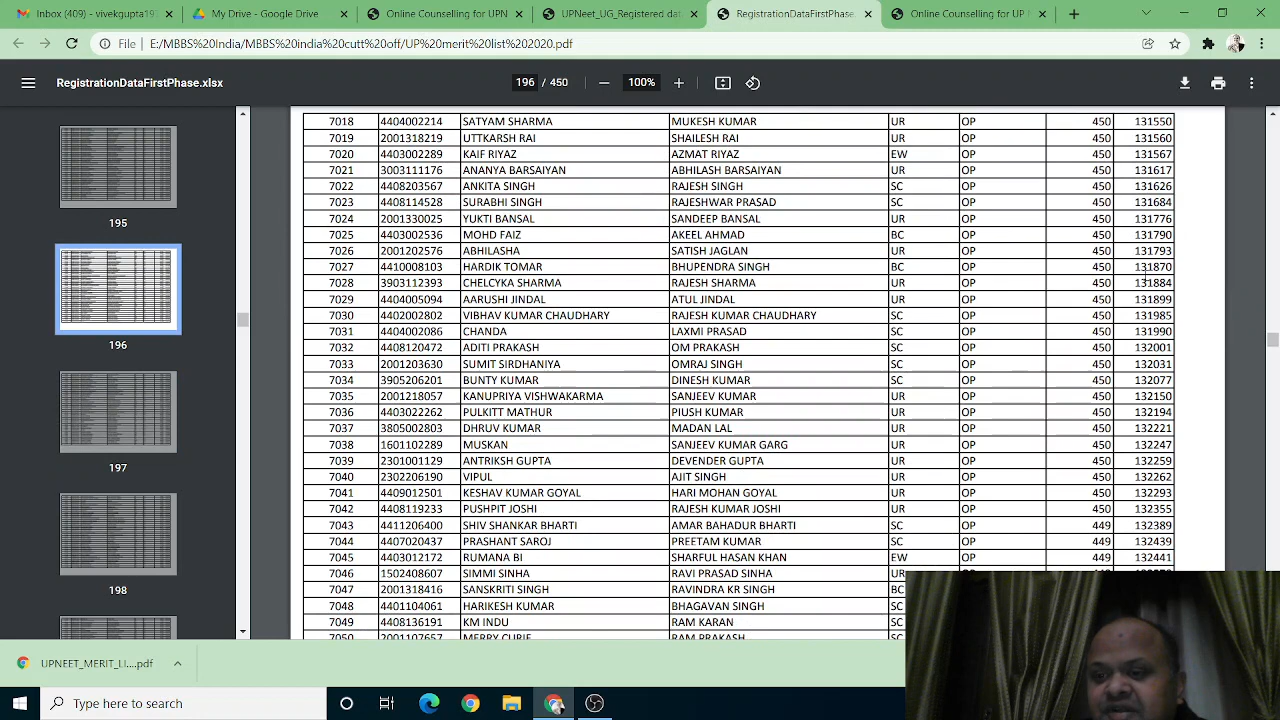 Inbox (409) - vivekgupta19
My Drive - Google Drive
Online Counselling for UPN
UPNeet_UG_Registered dat
RegistrationDataFirstPhase.
Online Counselling for UP
File E:/MBBS%20India/MBBS%20india%20cutt%20off/UP%20merit%20list%202020.pdf
RegistrationDataFirstPhase.xlsx
196 / 450
100%
195
196
197
198
7018 4404002214 SATYAM SHARMA MUKESH KUMAR UR OP 450 131550
7019 2001318219 UTTKARSH RAI SHAILESH RAI UR OP 450 131560
7020 4403002289 KAIF RIYAZ AZMAT RIYAZ EW OP 450 131567
7021 3003111176 ANANYA BARSAIYAN ABHILASH BARSAIYAN UR OP 450 131617
7022 4408203567 ANKITA SINGH RAJESH SINGH SC OP 450 131626
7023 4408114528 SURABHI SINGH RAJESHWAR PRASAD SC OP 450 131684
7024 2001330025 YUKTI BANSAL SANDEEP BANSAL UR OP 450 131776
7025 4403002536 MOHD FAIZ AKEEL AHMAD BC OP 450 131790
7026 2001202576 ABHILASHA SATISH JAGLAN UR OP 450 131793
7027 4410008103 HARDIK TOMAR BHUPENDRA SINGH BC OP 450 131870
7028 3903112393 CHELCYKA SHARMA RAJESH SHARMA UR OP 450 131884
7029 4404005094 AARUSHI JINDAL ATUL JINDAL UR OP 450 131899
7030 4402002802 VIBHAV KUMAR CHAUDHARY RAJESH KUMAR CHAUDHARY SC OP 450 131985
7031 4404002086 CHANDA LAXMI PRASAD SC OP 450 131990
7032 4408120472 ADITI PRAKASH OM PRAKASH SC OP 450 132001
7033 2001203630 SUMIT SIRDHANIYA OMRAJ SINGH SC OP 450 132031
7034 3905206201 BUNTY KUMAR DINESH KUMAR SC OP 450 132077
7035 2001218057 KANUPRIYA VISHWAKARMA SANJEEV KUMAR UR OP 450 132150
7036 4403022262 PULKITT MATHUR PIUSH KUMAR UR OP 450 132194
7037 3805002803 DHRUV KUMAR MADAN LAL UR OP 450 132221
7038 1601102289 MUSKAN SANJEEV KUMAR GARG UR OP 450 132247
7039 2301001129 ANTRIKSH GUPTA DEVENDER GUPTA UR OP 450 132259
7040 2302206190 VIPUL AJIT SINGH UR OP 450 132262
7041 4409012501 KESHAV KUMAR GOYAL HARI MOHAN GOYAL UR OP 450 132293
7042 4408119233 PUSHPIT JOSHI RAJESH KUMAR JOSHI UR OP 450 132355
7043 4411206400 SHIV SHANKAR BHARTI AMAR BAHADUR BHARTI SC OP 449 132389
7044 4407020437 PRASHANT SAROJ PREETAM KUMAR SC OP 449 132439
7045 4403012172 RUMANA BI SHARFUL HASAN KHAN EW OP 449 132441
7046 1502408607 SIMMI SINHA RAVI PRASAD SINHA UR
7047 2001318416 SANSKRITI SINGH RAVINDRA KR SINGH BC
7048 4401104061 HARIKESH KUMAR BHAGAVAN SINGH SC
7049 4408136191 KM INDU RAM KARAN SC
7050 2001107657 MERRY CURIE RAM PRAKASH
UPNEET_MERIT_LI....pdf
Type here to search